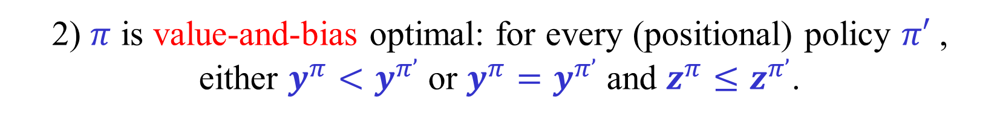 2) π is value-and-bias optimal: for every (positional) policy π′ ,
either y^π < y^π’ or y^π = y^π’ and z^π ≤ z^π’ .